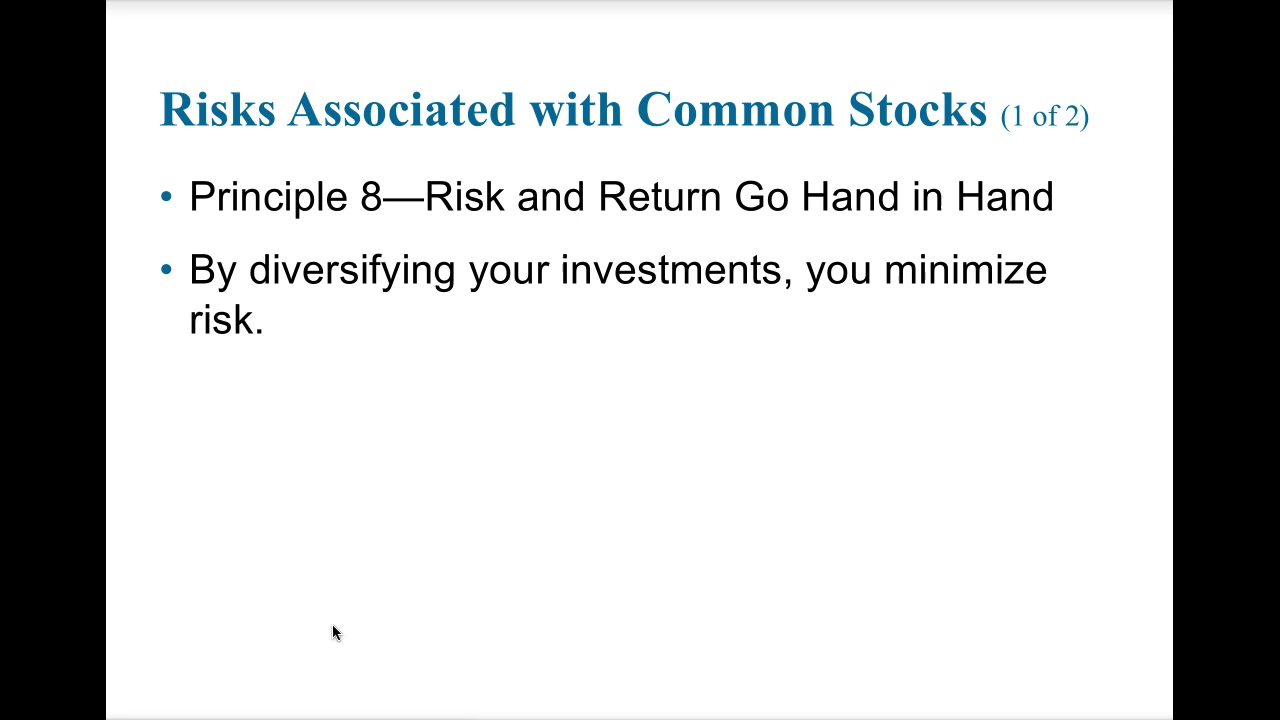 Risks Associated with Common Stocks (1 of 2)
• Principle 8—Risk and Return Go Hand in Hand
• By diversifying your investments, you minimize
risk.